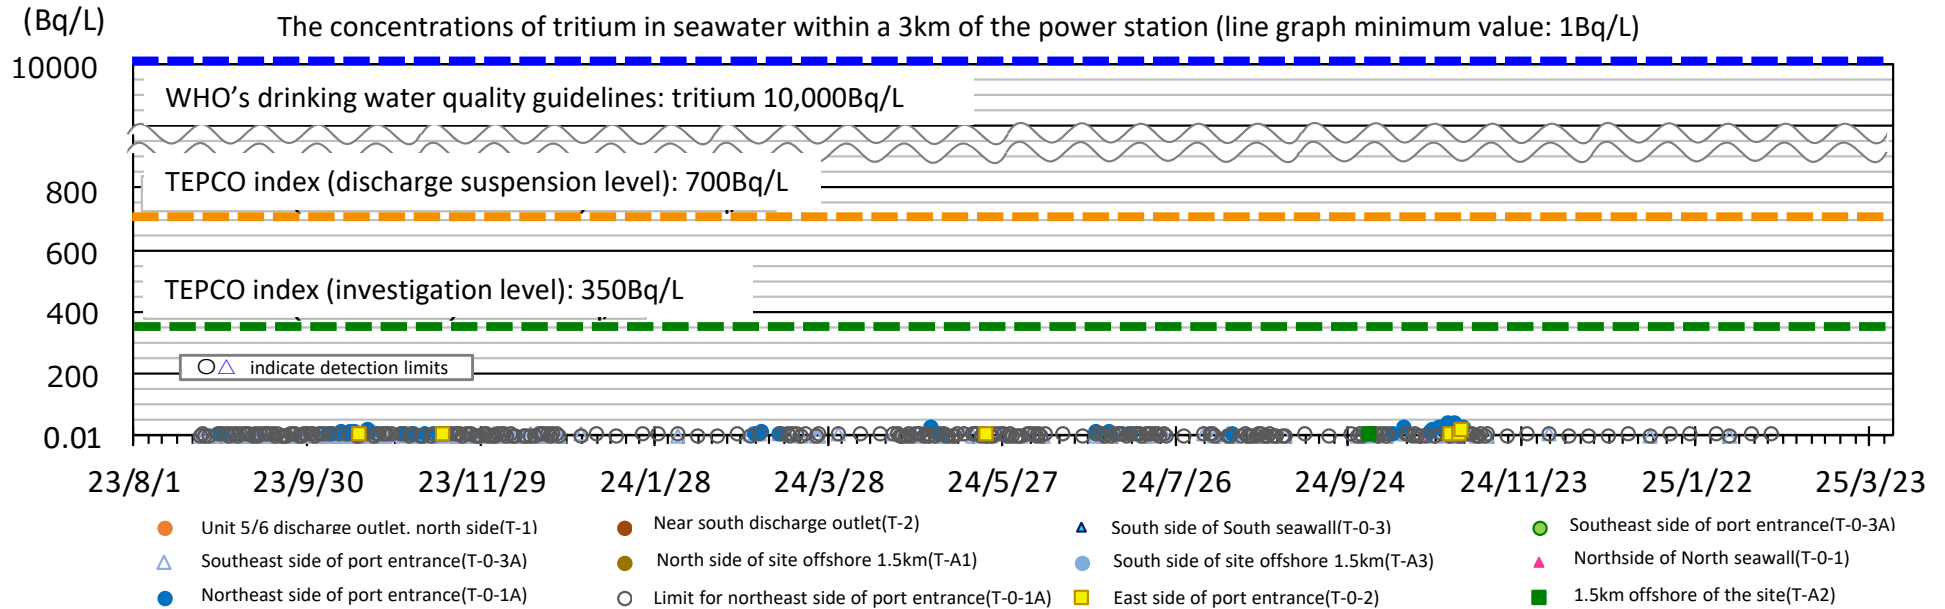 (Bq/L)
The concentrations of tritium in seawater within a 3km of the power station (line graph minimum value: 1Bq/L)
10000
WHO's drinking water quality guidelines: tritium 10,000Bq/L
800
TEPCO index (discharge suspension level): 700Bq/L
600
TEPCO index (investigation level): 350Bq/L
400
○△ indicate detection limits
200
0.01
23/8/1 23/9/30 23/11/29 24/1/28 24/3/28 24/5/27 24/7/26 24/9/24 24/11/23 25/1/22 25/3/23
Unit 5/6 discharge outlet. north side(T-1) Near south discharge outlet(T-2) South side of South seawall(T-0-3) Southeast side of port entrance(T-0-3A)
Southeast side of port entrance(T-0-3A) North side of site offshore 1.5km(T-A1) South side of site offshore 1.5km(T-A3) Northside of North seawall(T-0-1)
Northeast side of port entrance(T-0-1A) Limit for northeast side of port entrance(T-0-1A) East side of port entrance(T-0-2) 1.5km offshore of the site(T-A2)